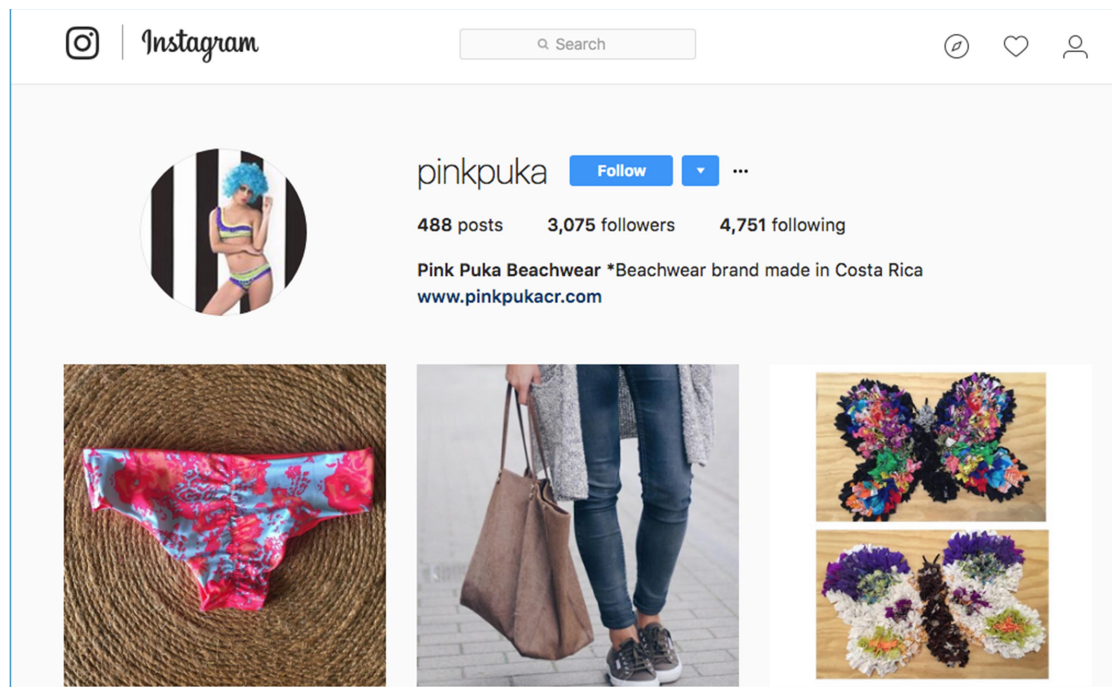 Instagram
Search
pinkpuka Follow
488 posts 3,075 followers 4,751 following
Pink Puka Beachwear *Beachwear brand made in Costa Rica
www.pinkpukacr.com